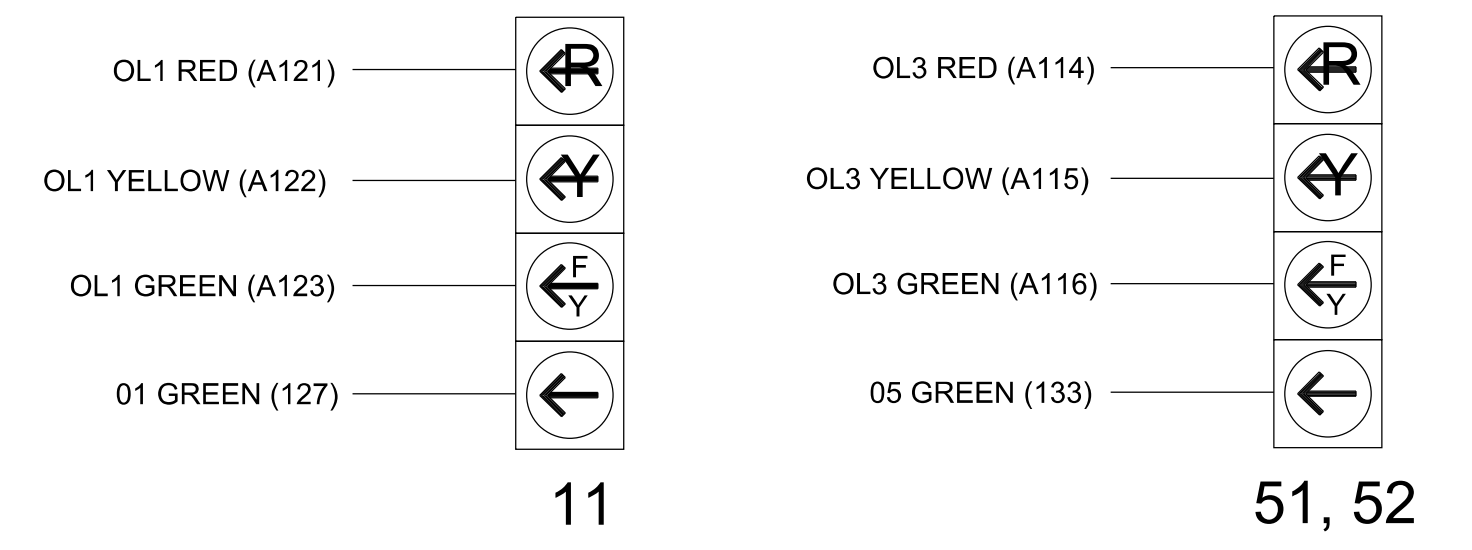 OL1 RED (A121)
R
OL1 YELLOW (A122)
Y
OL1 GREEN (A123)
F
Y
01 GREEN (127)
11
OL3 RED (A114)
R
OL3 YELLOW (A115)
Y
OL3 GREEN (A116)
F
Y
05 GREEN (133)
51, 52